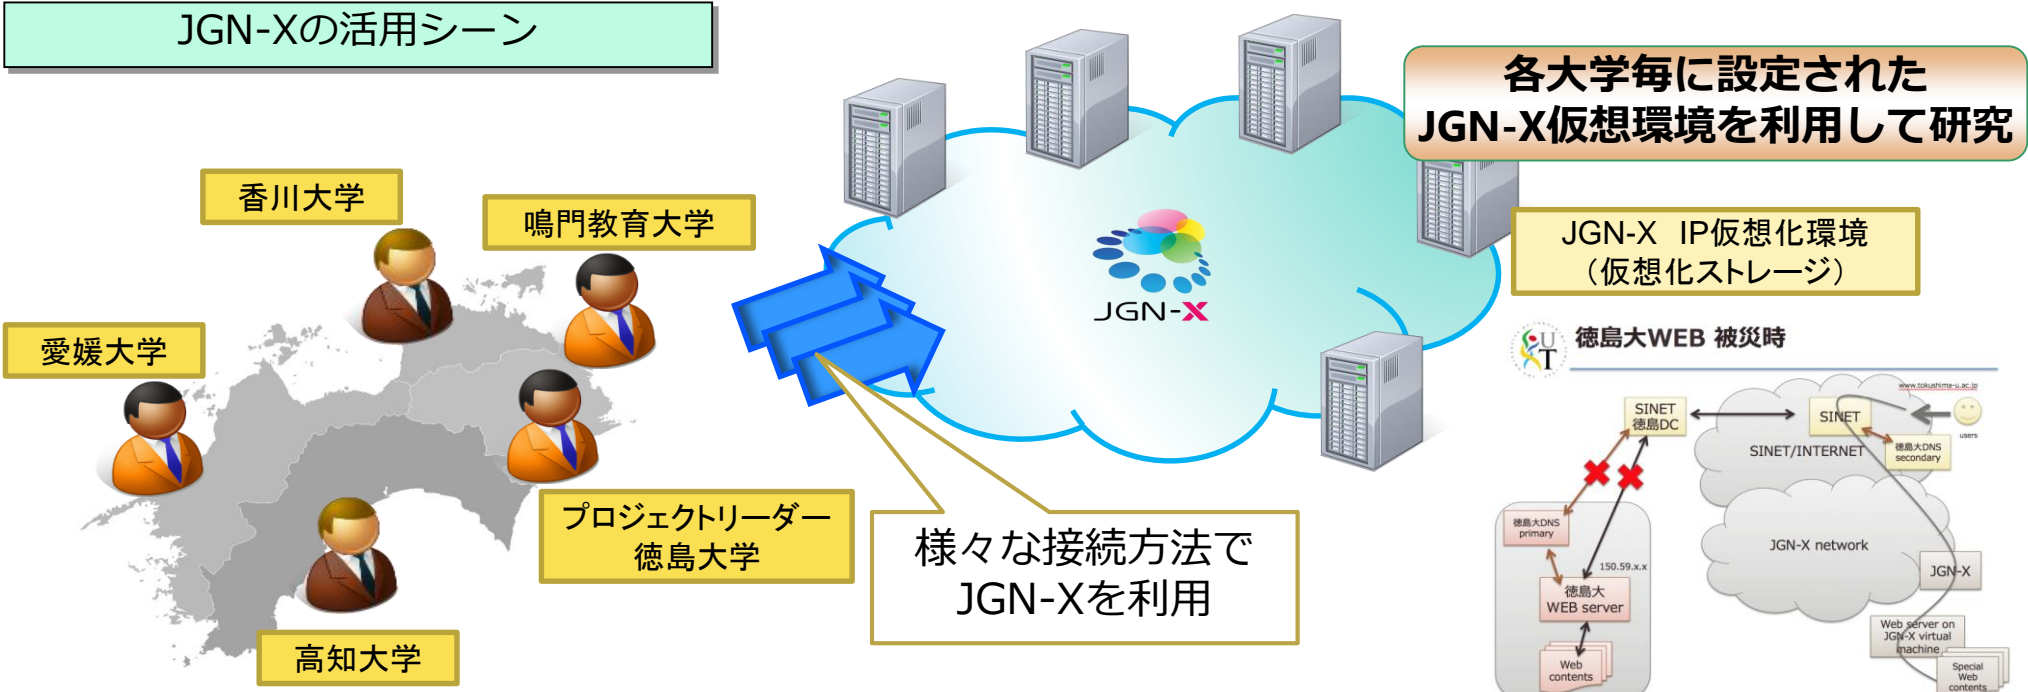 JGN-Xの活用シーン
各大学毎に設定された
JGN-X仮想環境を利用して研究
香川大学
鳴門教育大学
愛媛大学
プロジェクトリーダー
徳島大学
高知大学
JGN-X
様々な接続方法で
JGN-Xを利用
JGN-X IP仮想化環境
（仮想化ストレージ）
UT
徳島大WEB 被災時
www.tokushima-u.ac.jp
SINET
徳島DC
SINET
users
SINET/INTERNET
徳島大DNS
secondary
徳島大DNS
primary
JGN-X network
150.59.x.x
JGN-X
徳島大
WEB server
Web server on
JGN-X virtual
machine
Web
contents
Special
Web
contents